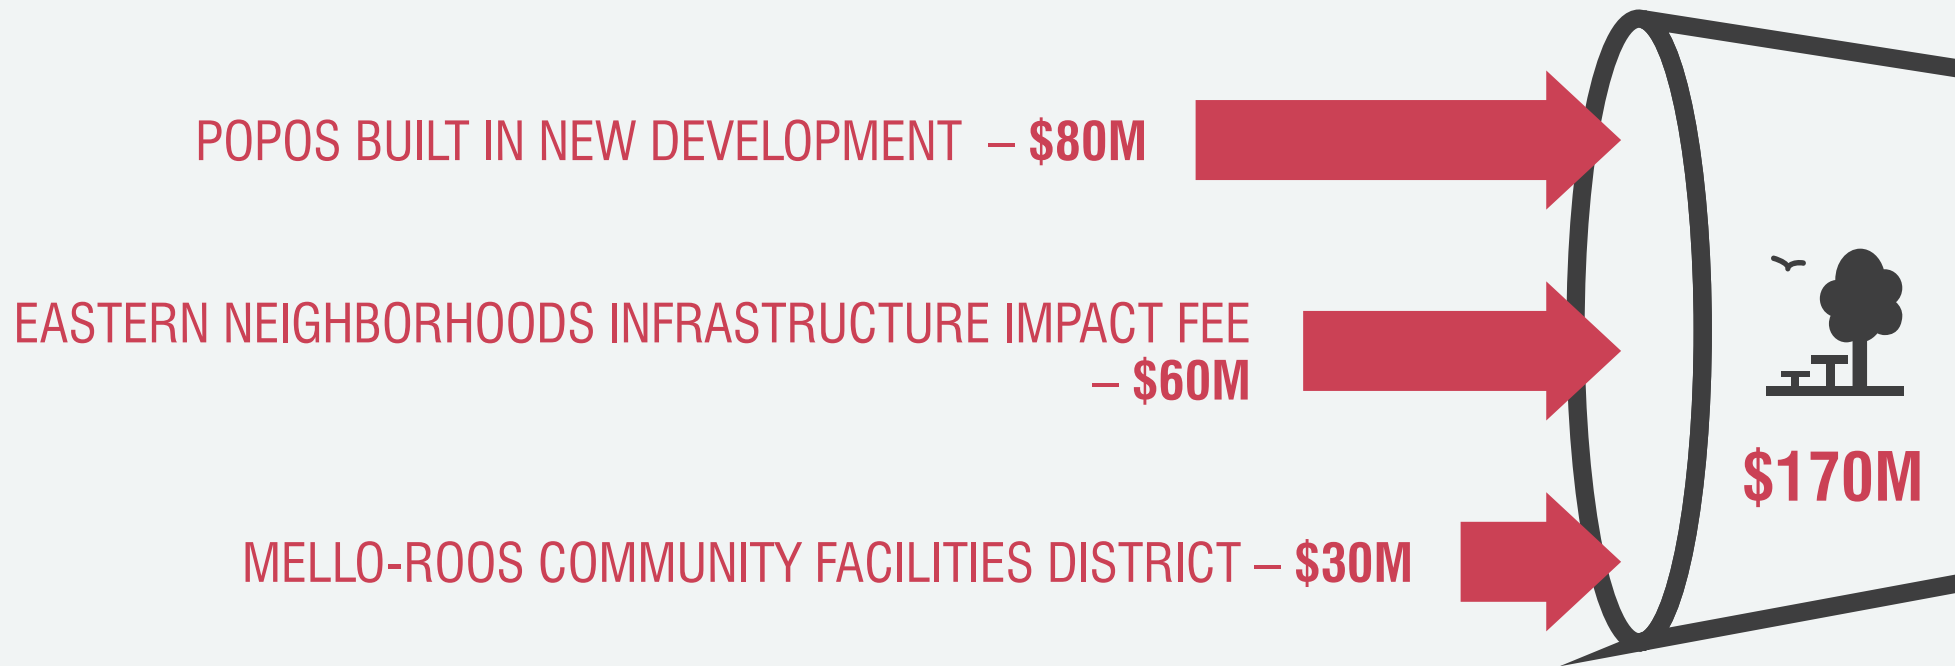 POPOS BUILT IN NEW DEVELOPMENT – $80M
EASTERN NEIGHBORHOODS INFRASTRUCTURE IMPACT FEE
– $60M
$170M
MELLO-ROOS COMMUNITY FACILITIES DISTRICT – $30M